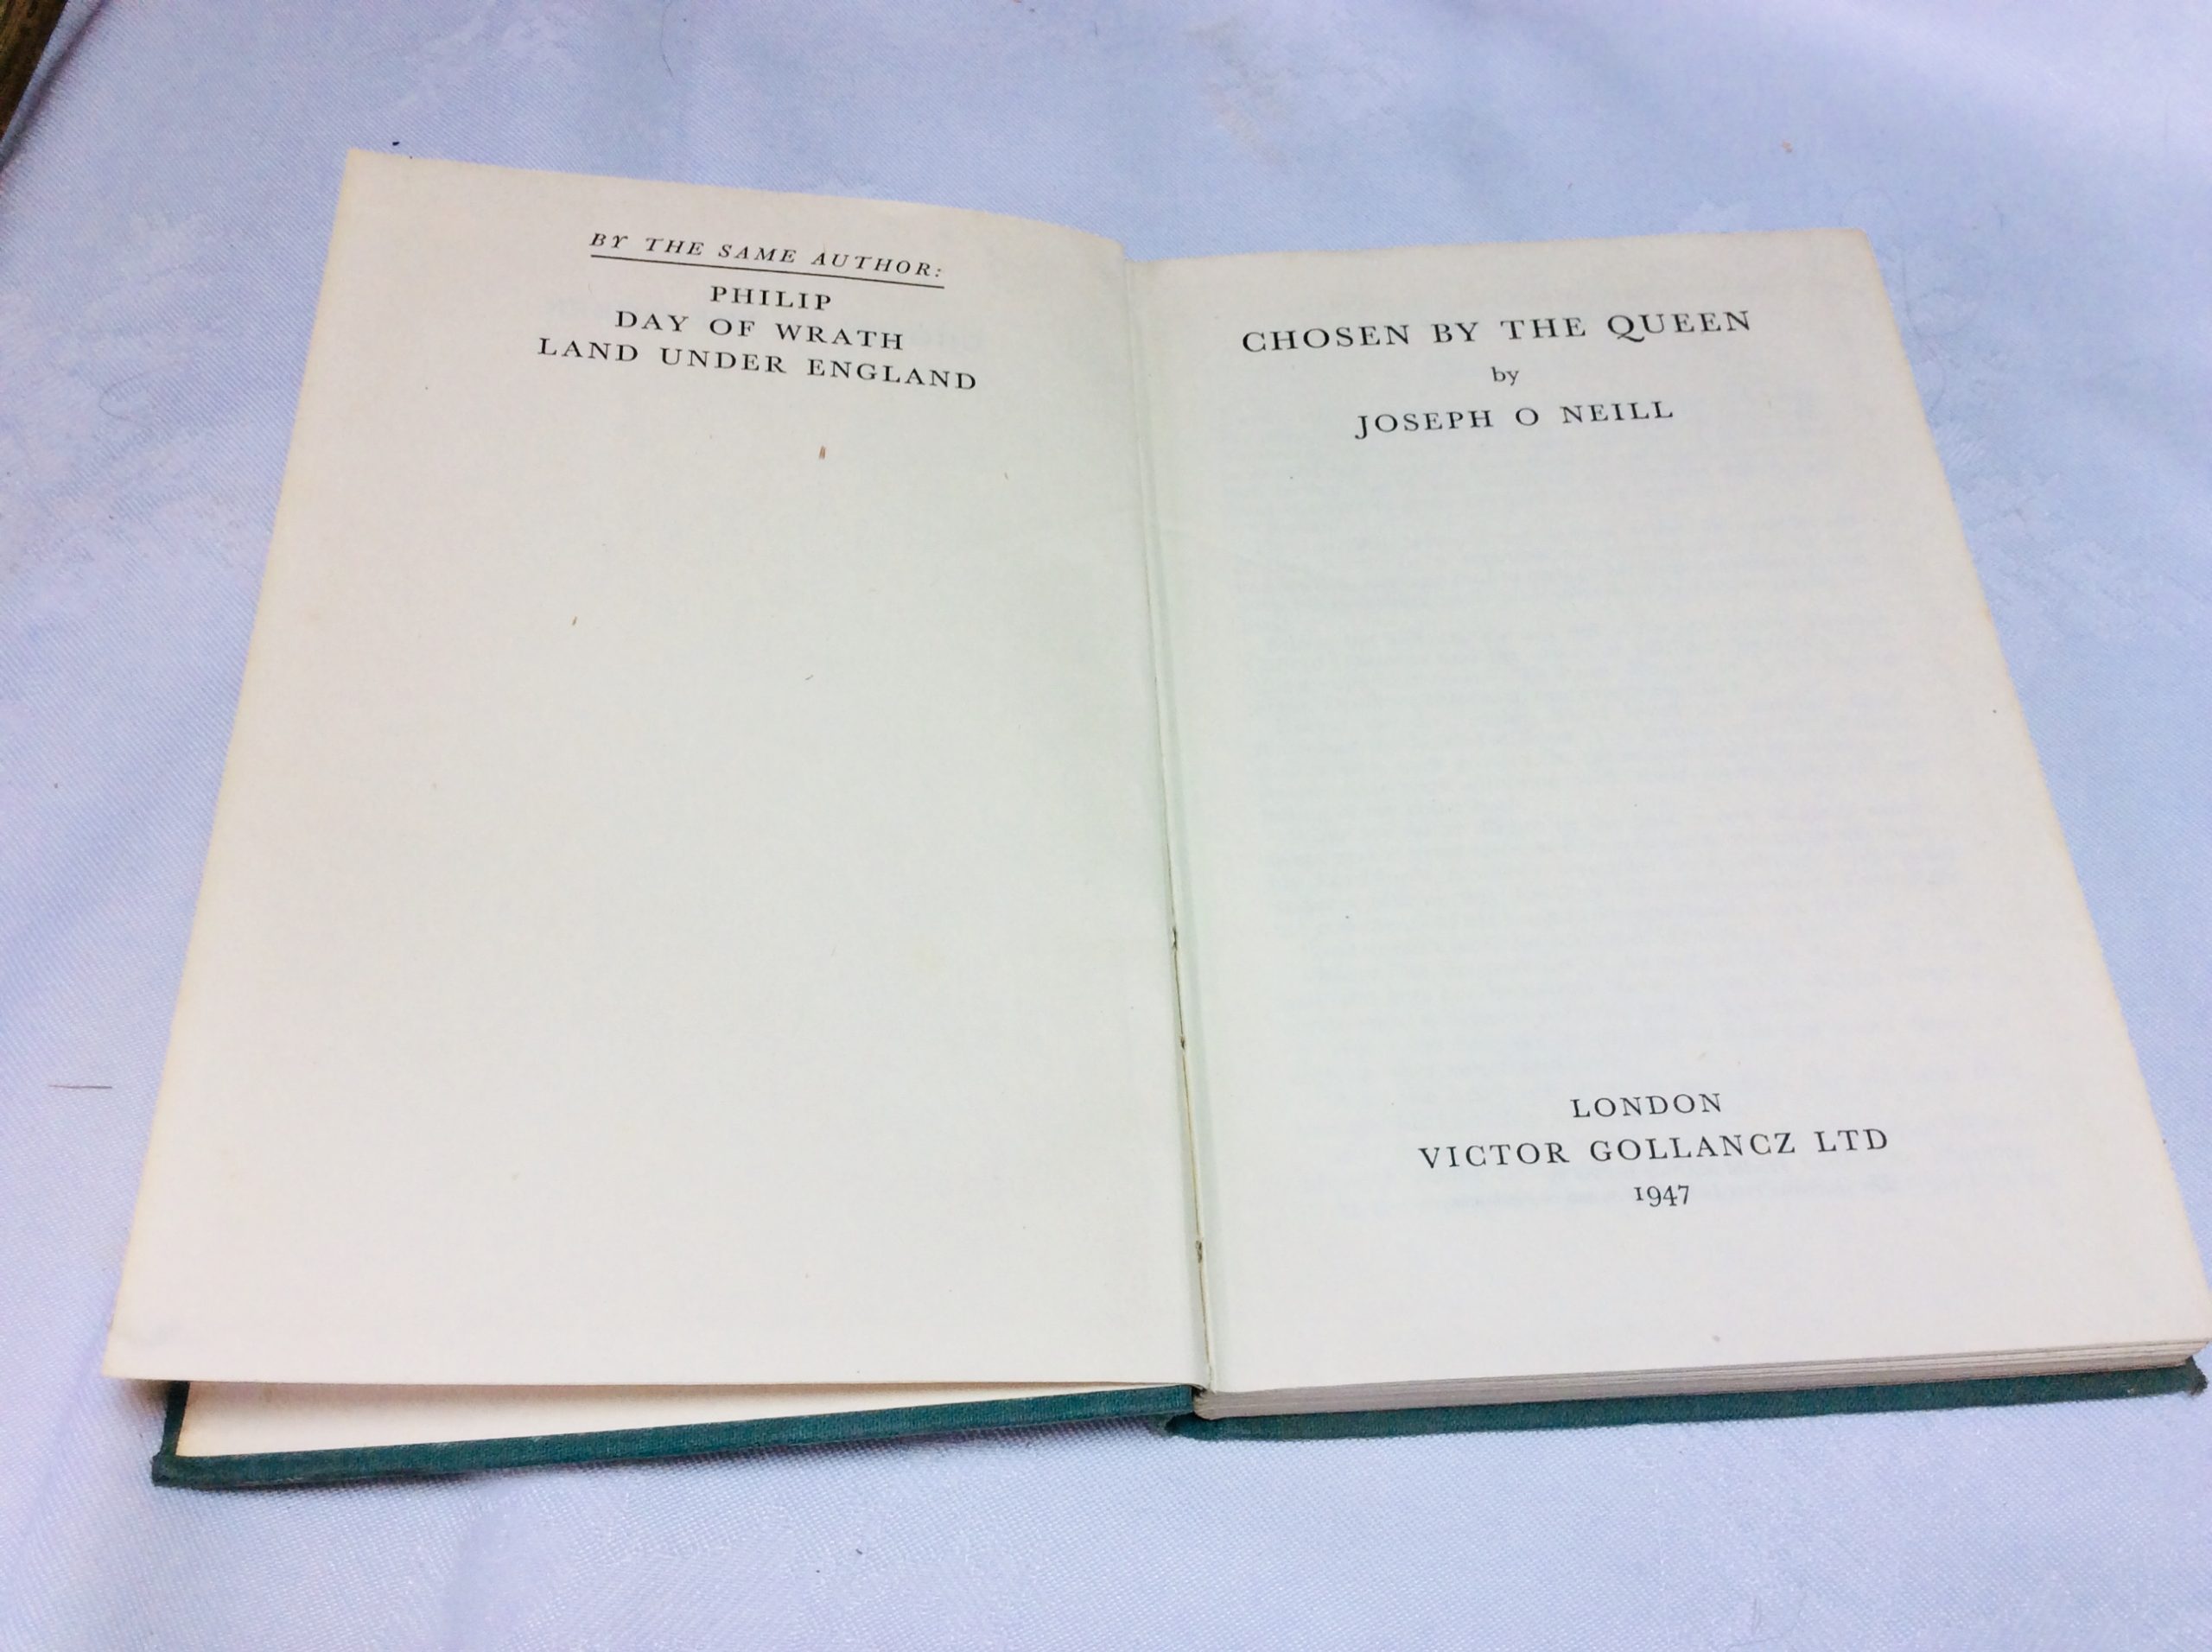 BY THE SAME AUTHOR:
PHILIP
DAY OF WRATH
LAND UNDER ENGLAND
CHOSEN BY THE QUEEN
by
JOSEPH O NEILL
LONDON
VICTOR GOLLANCZ LTD
1947